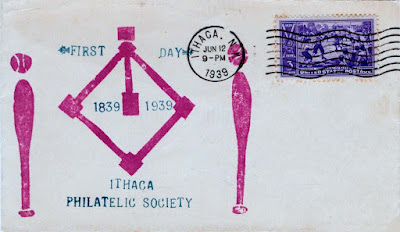 FIRST DAY
ITHACA, N.Y.
JUN 12
9-PM
1939
1839 1939
ITHACA
PHILATELIC SOCIETY
UNITED STATES POSTAGE